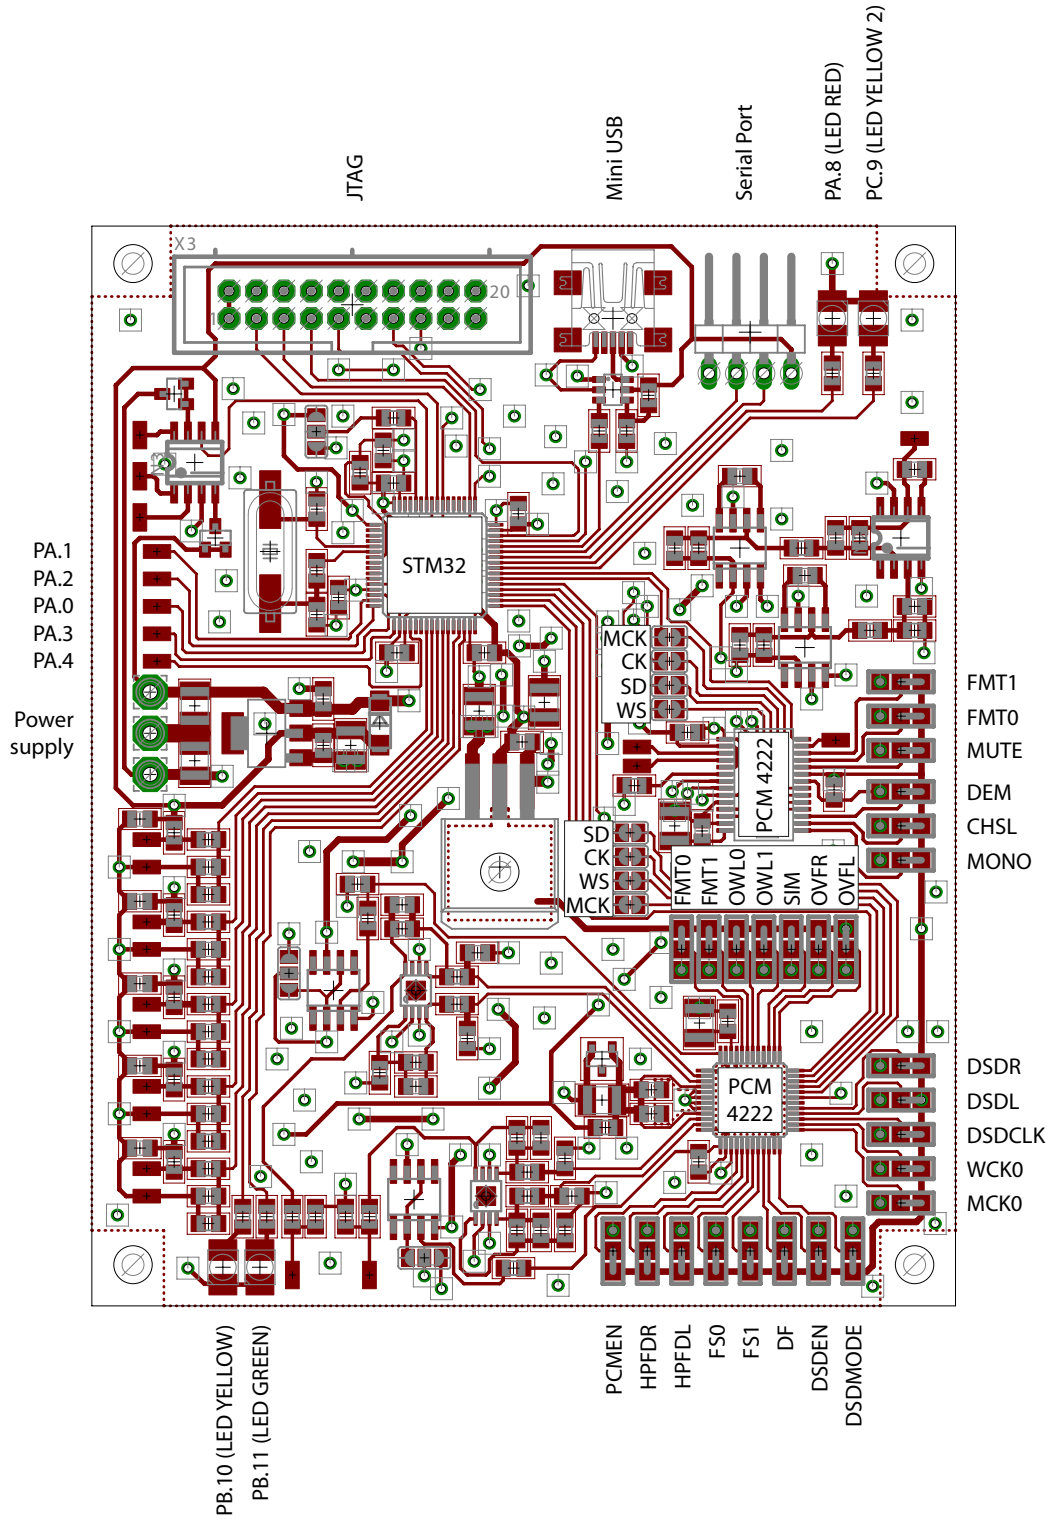 JTAG
Mini USB
Serial Port
PA.8 (LED RED)
PC.9 (LED YELLOW 2)
X3
20
1
STM32
PA.1
PA.2
PA.0
PA.3
PA.4
Power
supply
MCK
CK
SD
WS
PCM 4222
FMT1
FMT0
MUTE
DEM
CHSL
MONO
SD
CK
WS
MCK
FMT0
FMT1
OWL0
OWL1
SIM
OVFR
OVFL
PCM
4222
DSDR
DSDL
DSDCLK
WCK0
MCK0
PCMEN
HPFDR
HPFDL
FS0
FS1
DF
DSDEN
DSDMODE
PB.10 (LED YELLOW)
PB.11 (LED GREEN)